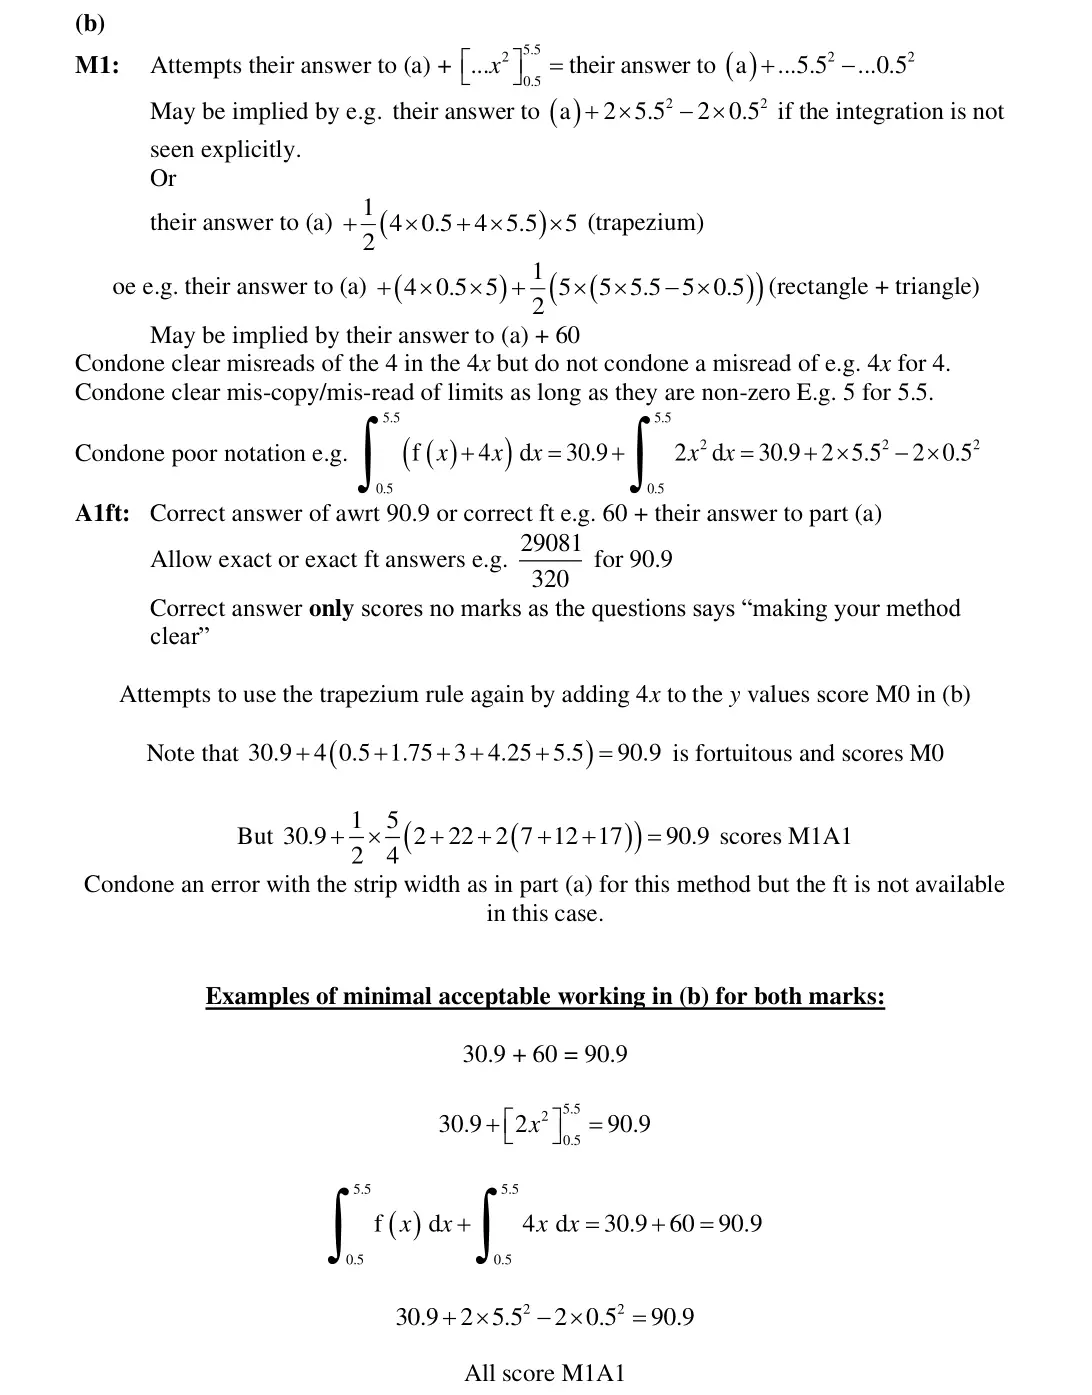 (b)
M1: Attempts their answer to (a) + [...x²]₀.₅^5.5 = their answer to (a)+...5.5² −...0.5²
May be implied by e.g. their answer to (a)+2×5.5² −2×0.5² if the integration is not
seen explicitly.
Or
their answer to (a) +1/2(4×0.5+4×5.5)×5 (trapezium)
oe e.g. their answer to (a) +(4×0.5×5)+1/2(5×(5×5.5−5×0.5))(rectangle + triangle)
May be implied by their answer to (a) + 60
Condone clear misreads of the 4 in the 4x but do not condone a misread of e.g. 4x for 4.
Condone clear mis-copy/mis-read of limits as long as they are non-zero E.g. 5 for 5.5.
Condone poor notation e.g. ∫₀.₅^5.5 (f(x)+4x) dx = 30.9+ ∫₀.₅^5.5 2x² dx = 30.9+2×5.5² −2×0.5²
A1ft: Correct answer of awrt 90.9 or correct ft e.g. 60 + their answer to part (a)
Allow exact or exact ft answers e.g. 29081/320 for 90.9
Correct answer only scores no marks as the questions says “making your method
clear”
Attempts to use the trapezium rule again by adding 4x to the y values score M0 in (b)
Note that 30.9+4(0.5+1.75+3+4.25+5.5)=90.9 is fortuitous and scores M0
But 30.9+1/2×5/4(2+22+2(7+12+17))=90.9 scores M1A1
Condone an error with the strip width as in part (a) for this method but the ft is not available
in this case.
Examples of minimal acceptable working in (b) for both marks:
30.9 + 60 = 90.9
30.9+[2x²]₀.₅^5.5 =90.9
∫₀.₅^5.5 f(x) dx+ ∫₀.₅^5.5 4x dx =30.9+60=90.9
30.9+2×5.5² −2×0.5² =90.9
All score M1A1